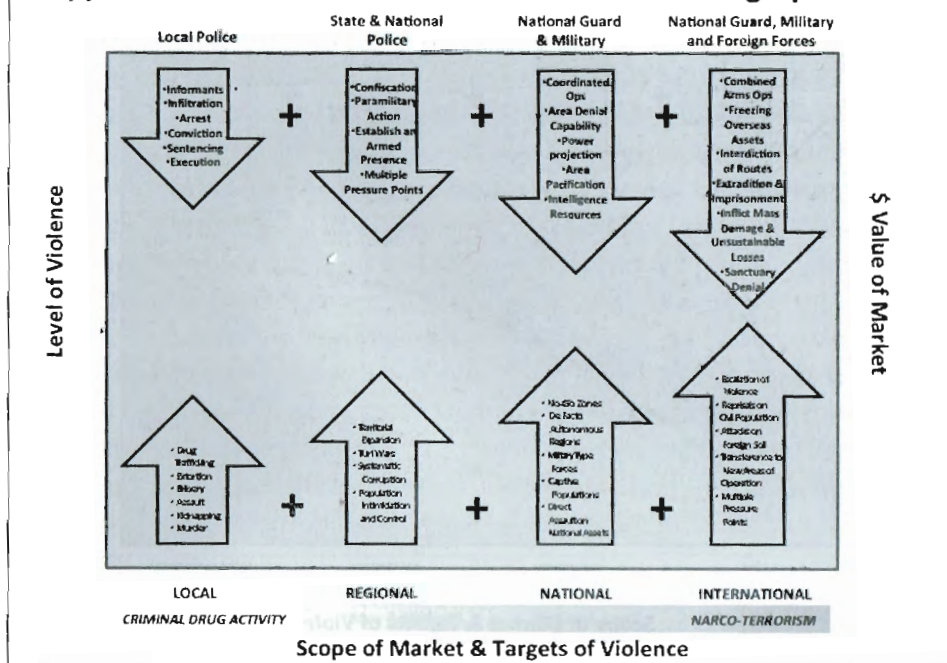 Local Police
State & National
Police
National Guard
& Military
National Guard, Military
and Foreign Forces
•Informants
•Infiltration
•Arrest
•Conviction
•Sentencing
•Execution
+
•Confiscation
•Paramilitary
Action
•Establish an
Armed
Presence
•Multiple
Pressure Points
+
•Coordinated
Ops
•Area Denial
Capability
•Power
projection
•Area
Pacification
•Intelligence
Resources
+
•Combined
Arms Ops
•Freezing
Overseas
Assets
•Interdiction
of Routes
•Extradition &
Imprisonment
•Inflict Mass
Damage &
Unsustainable
Losses
•Sanctuary
Denial
Level of Violence
$ Value of Market
• Drug
Trafficking
• Extortion
• Bribery
• Assault
• Kidnapping
• Murder
+
• Territorial
Expansion
• Turf Wars
• Systematic
Corruption
• Population
Intimidation
and Control
+
• No-Go Zones
• De Facto
Autonomous
Regions
• Military Type
Forces
• Captive
Populations
• Direct
Assault on
National Assets
+
• Escalation of
Violence
• Reprisals on
Civil Population
• Attacks on
Foreign Soil
• Transference to
New Areas of
Operation
• Multiple
Pressure
Points
LOCAL
REGIONAL
NATIONAL
INTERNATIONAL
CRIMINAL DRUG ACTIVITY
NARCO-TERRORISM
Scope of Market & Targets of Violence